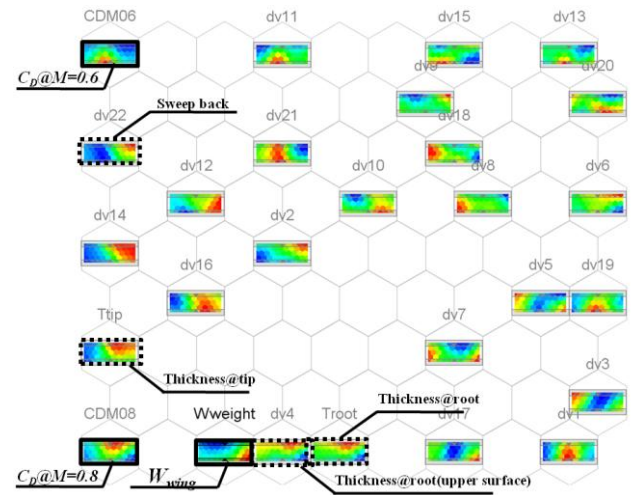 CDM06 dv11 dv15 dv13
C_D@M=0.6 dv9 dv20
Sweep back
dv22 dv21 dv18
dv12 dv10 dv8 dv6
dv14 dv2
dv16 dv5 dv19
Ttip dv7
Thickness@tip Thickness@root dv3
CDM08 Wweight dv4 Troot dv17 dv1
C_D@M=0.8 W_wing Thickness@root(upper surface)